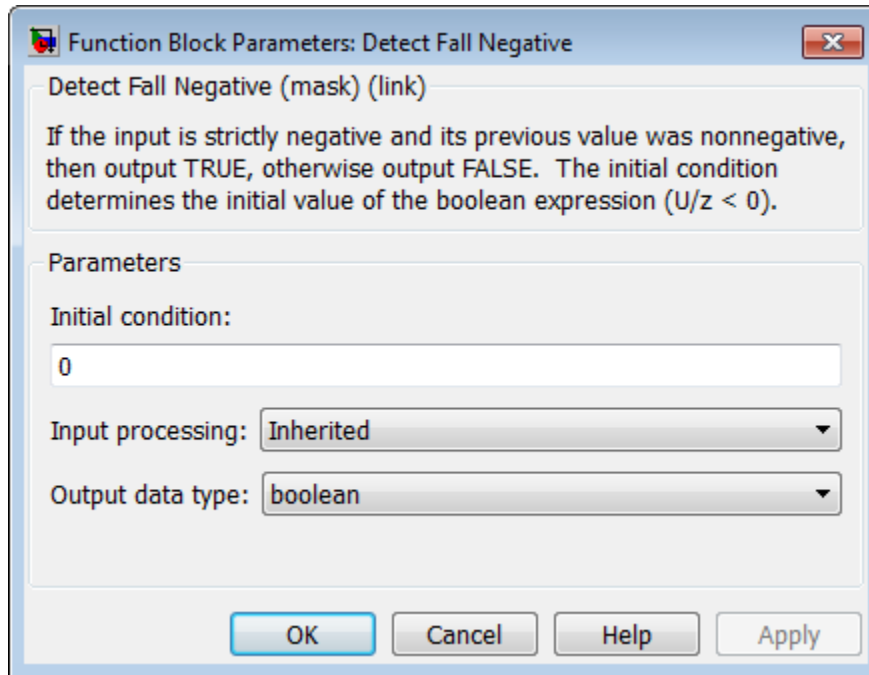 Function Block Parameters: Detect Fall Negative
Detect Fall Negative (mask) (link)
If the input is strictly negative and its previous value was nonnegative,
then output TRUE, otherwise output FALSE.  The initial condition
determines the initial value of the boolean expression (U/z < 0).
Parameters
Initial condition:
0
Input processing: Inherited
Output data type: boolean
OK Cancel Help Apply